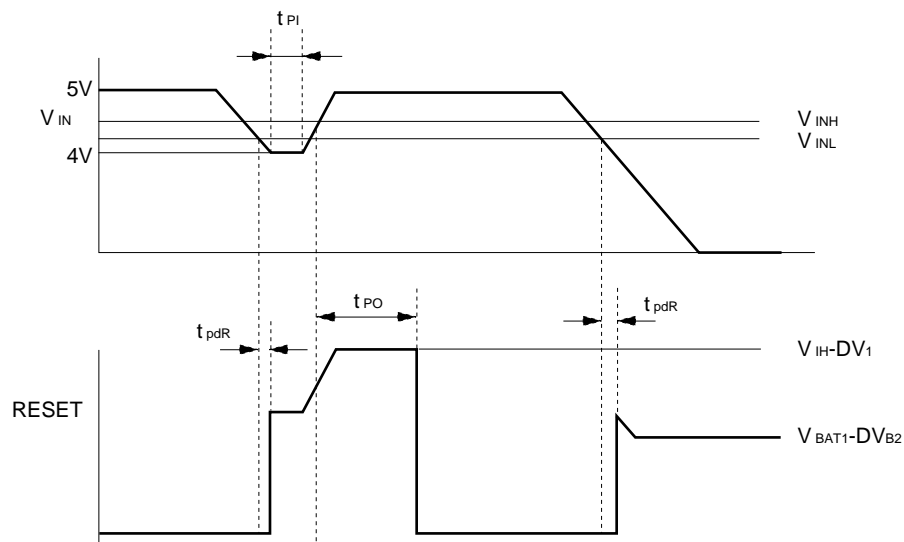 t PI
5V
V IN
V INH
V INL
4V
t PO
t pdR
t pdR
V IH-DV1
RESET
V BAT1-DVB2